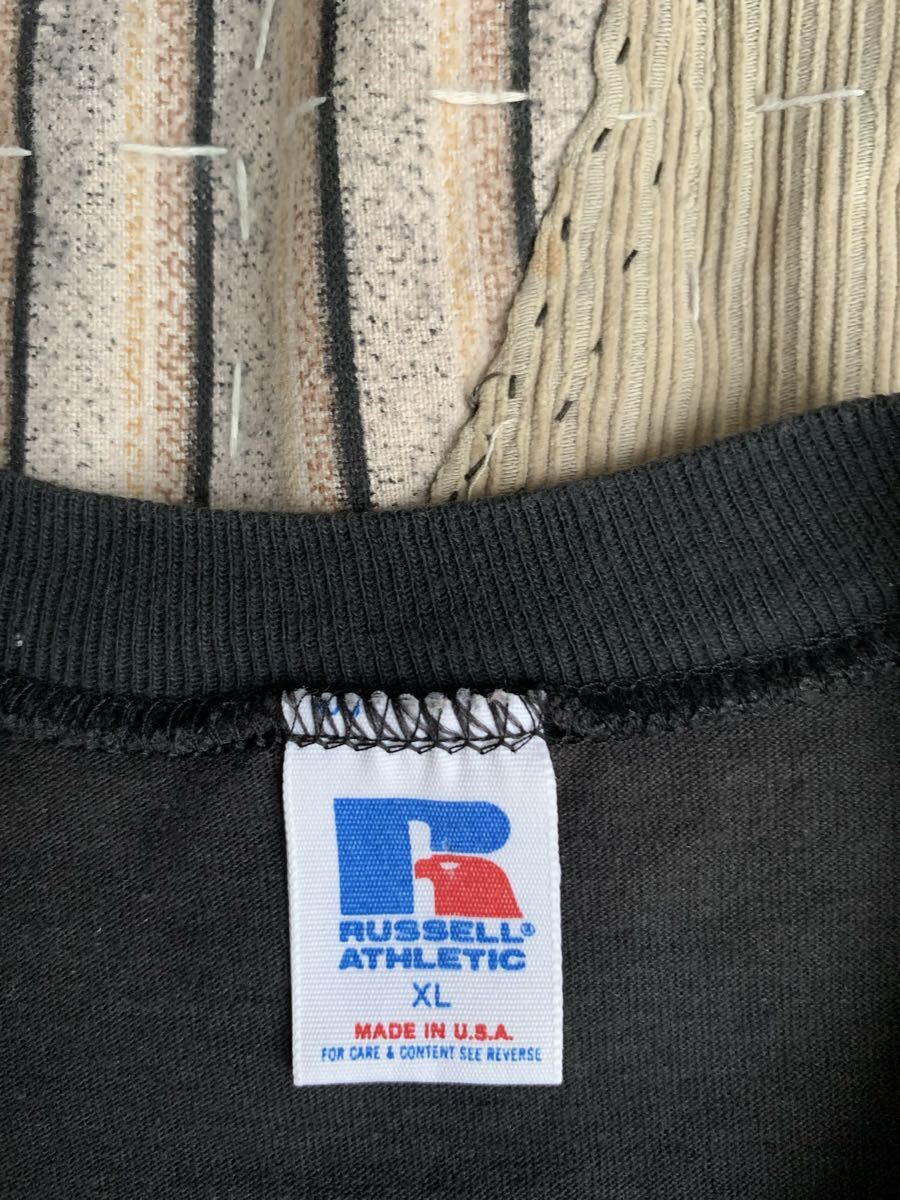 RUSSELL®
ATHLETIC
XL
MADE IN U.S.A.
FOR CARE & CONTENT SEE REVERSE